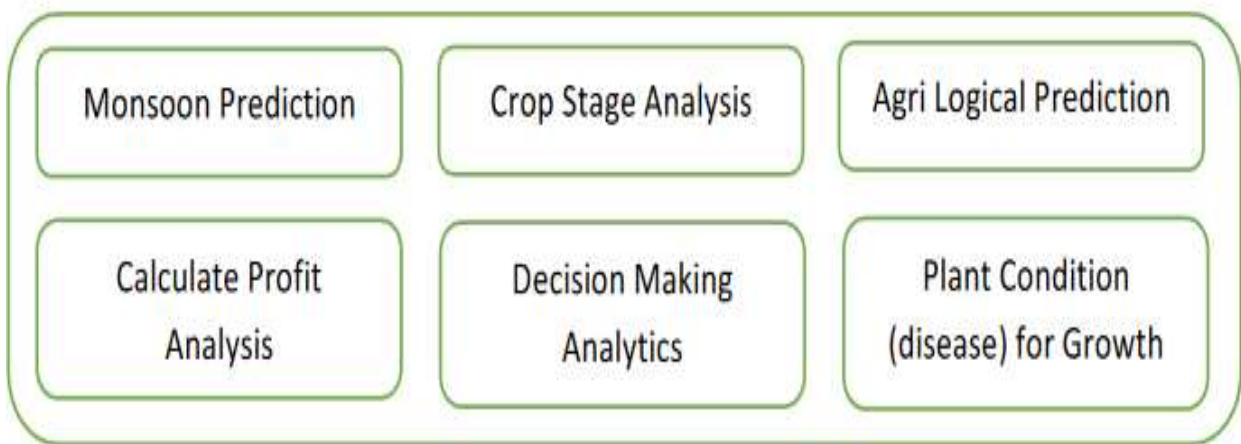 Monsoon Prediction
Crop Stage Analysis
Agri Logical Prediction
Calculate Profit
Analysis
Decision Making
Analytics
Plant Condition
(disease) for Growth